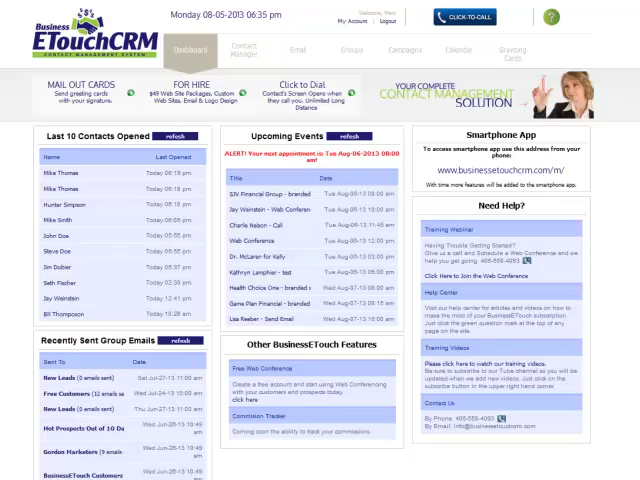 Business
ETouchCRM
CONTACT MANAGEMENT SYSTEM
Monday 08-05-2013 06:35 pm
Welcome, Marc
My Account | Logout
CLICK-TO-CALL
?
Dashboard
Contact Manager
Email
Groups
Campaigns
Calendar
Greeting Cards
MAIL OUT CARDS
Send greeting cards
with your signature.
FOR HIRE
$49 Web Site Packages, Custom
Web Sites, Email & Logo Design
Click to Dial
Contact's Screen Opens when
they call you. Unlimited Long
Distance
YOUR COMPLETE
CONTACT MANAGEMENT
SOLUTION
Last 10 Contacts Opened refesh
Name Last Opened
Mike Thomas Today 06:19 pm
Mike Thomas Today 06:18 pm
Hunter Simpson Today 06:10 pm
Mike Smith Today 06:05 pm
John Doe Today 05:55 pm
Steve Doe Today 05:55 pm
Jim Dobier Today 05:37 pm
Seth Fischer Today 02:30 pm
Jay Weinstein Today 12:41 pm
Bill Thomposon Today 10:28 am
Recently Sent Group Emails refesh
Sent To Date
New Leads (0 emails sent) Sat Jul-27-13 11:00 am
Free Customers (12 emails se Wed Jul-24-13 10:00 am
New Leads (0 emails sent) Thu Jun-27-13 11:00 am
Hot Prospects Out of 10 Da Wed Jun-26-13 10:49 am
Gordon Marketers (9 emails Wed Jun-26-13 10:49 am
BusinessETouch Customers Wed Jun-26-13 10:49 am
Upcoming Events refesh
ALERT! Your next appointment is: Tue Aug-06-2013 08:00
am!
Title Date
SJV Financial Group - branded Tue Aug-06-13 08:00 am
Jay Weinstein - Web Conferen Tue Aug-06-13 10:00 am
Charlie Nelson - Call Tue Aug-06-13 11:45 am
Web Conference Tue Aug-06-13 12:00 pm
Dr. McLaren for Kelly Tue Aug-06-13 03:00 pm
Kathryn Lamphier - test Tue Aug-06-13 06:00 pm
Health Choice One - branded Wed Aug-07-13 08:00 am
Game Plan Financial - branded Wed Aug-07-13 08:15 am
Lisa Reeber - Send Email Wed Aug-07-13 10:00 am
Other BusinessETouch Features
Free Web Conference
Create a free account and start using Web Conferencing
with your customers and prospects today.
click here
Commision Tracker
Coming soon the ability to track your commissions.
Smartphone App
To access smartphone app use this address from your
phone:
www.businessetouchcrm.com/m/
With time more features will be added to the smartphone app.
Need Help?
Training Webinar
Having Trouble Getting Started?
Give us a call and Schedule a Web Conference and we
help you get going. 406-558-4093
Click Here to Join the Web Conference
Help Center
Visit our help center for articles and videos on how to
make the most of your BusinessETouch subscription.
Just click the green question mark at the top of any
page on the site.
Training Videos
Please click here to watch our training videos.
Be sure to subscribe to our Tube channel so you will be
updated when we add new videos. Just click on the
subscribe button in the upper right hand corner.
Contact Us
By Phone. 406-558-4093
By Email. info@businessetouchcrm.com